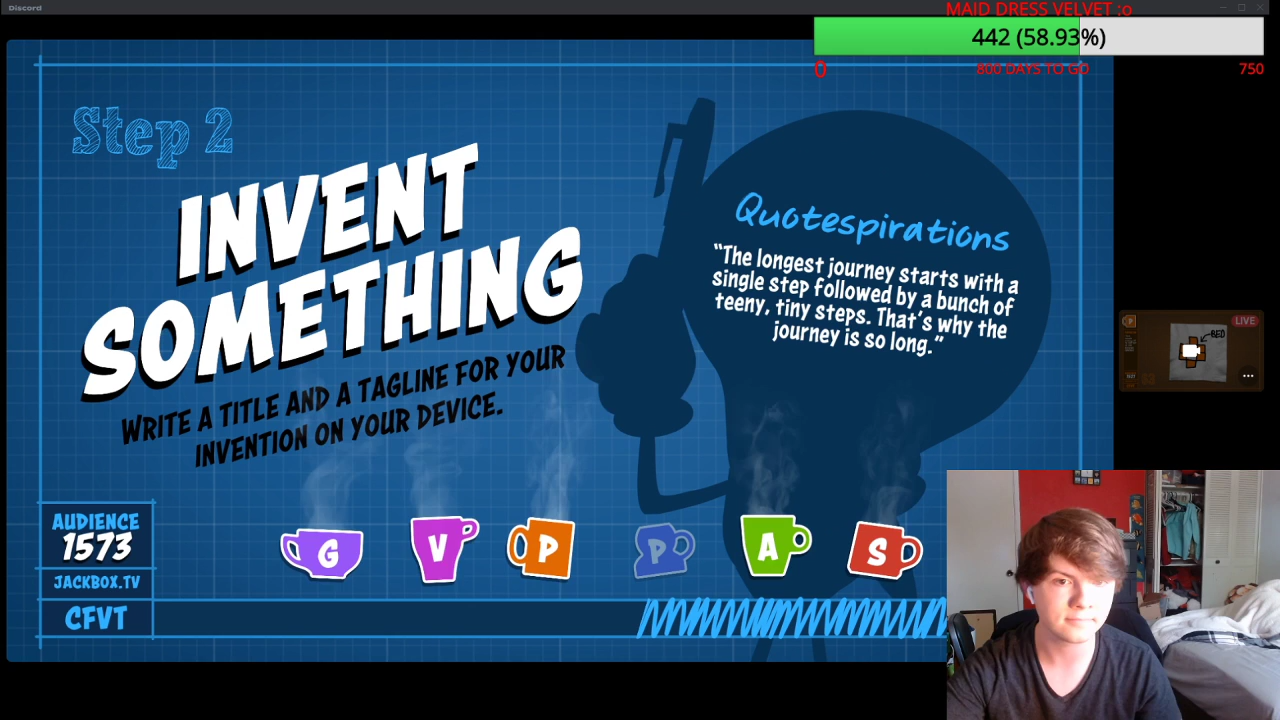 Discord
MAID DRESS VELVET :o
442 (58.93%)
0
800 DAYS TO GO
750
Step 2
INVENT
SOMETHING
WRITE A TITLE AND A TAGLINE FOR YOUR
INVENTION ON YOUR DEVICE.
Quotespirations
“The longest journey starts with a
single step followed by a bunch of
teeny, tiny steps. That's why the
journey is so long.”
LIVE
BED
G
V
P
P
A
S
AUDIENCE
1573
JACKBOX.TV
CFVT